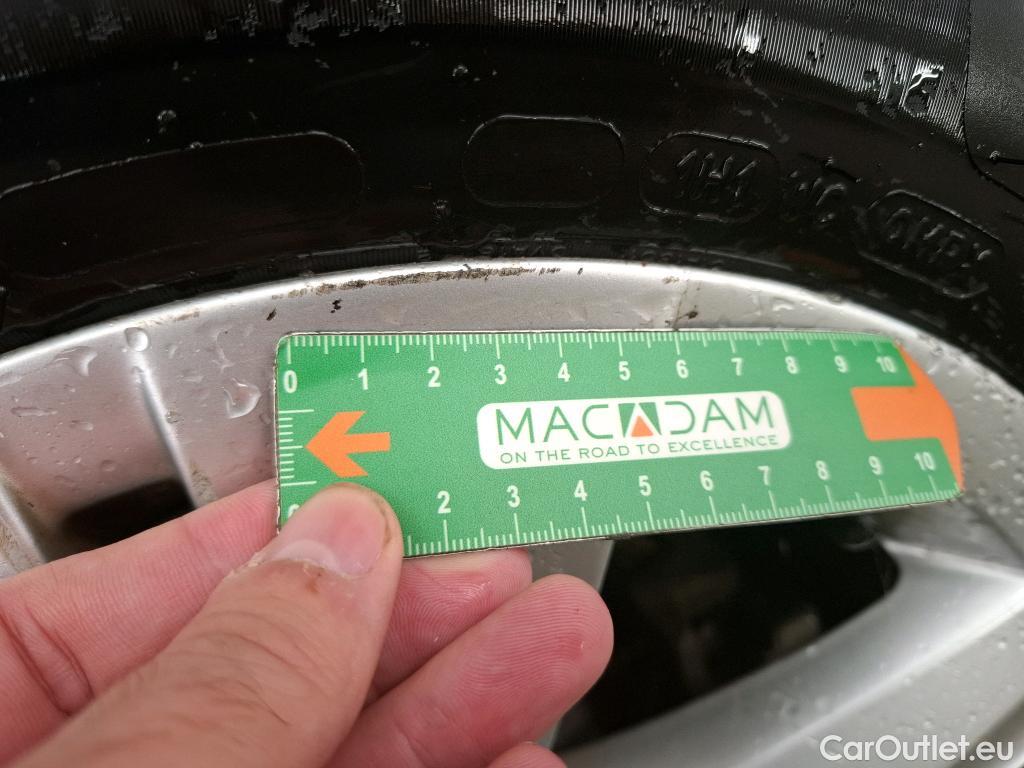 1H1
0 1 2 3 4 5 6 7 8 9 10
MACADAM
ON THE ROAD TO EXCELLENCE
2 3 4 5 6 7 8 9 10
CarOutlet.eu